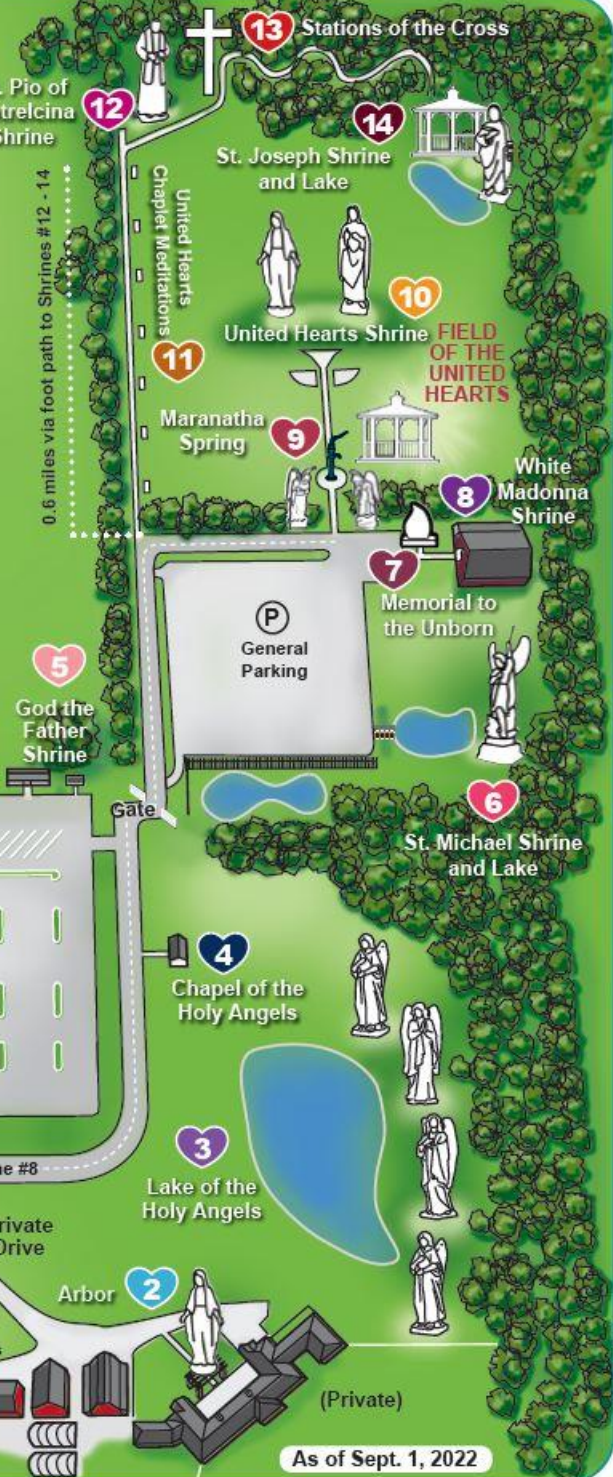 13 Stations of the Cross
. Pio of
trelcina
Shrine
12
14
St. Joseph Shrine
and Lake
0.6 miles via foot path to Shrines #12 - 14
United Hearts
Chaplet Meditations
11
10
United Hearts Shrine
FIELD
OF THE
UNITED
HEARTS
Maranatha
Spring
9
8
White
Madonna
Shrine
7
Memorial to
the Unborn
P
General
Parking
5
God the
Father
Shrine
Gate
6
St. Michael Shrine
and Lake
4
Chapel of the
Holy Angels
3
Lake of the
Holy Angels
e #8
rivate
Drive
Arbor 2
(Private)
As of Sept. 1, 2022